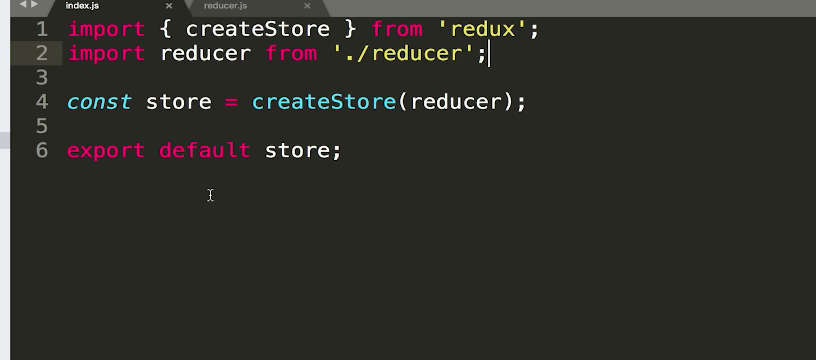 index.js × reducer.js ×
1 import { createStore } from 'redux';
2 import reducer from './reducer';
3
4 const store = createStore(reducer);
5
6 export default store;